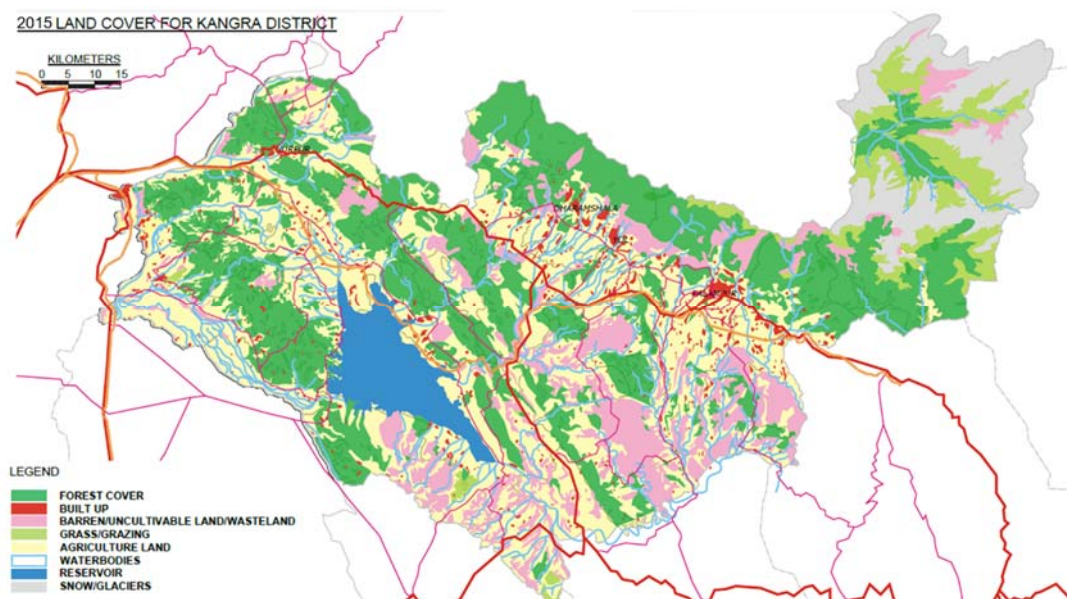 2015 LAND COVER FOR KANGRA DISTRICT
KILOMETERS
0 5 10 15
DHARAMSHALA
LEGEND
FOREST COVER
BUILT UP
BARREN/UNCULTIVABLE LAND/WASTELAND
GRASS/GRAZING
AGRICULTURE LAND
WATERBODIES
RESERVOIR
SNOW/GLACIERS